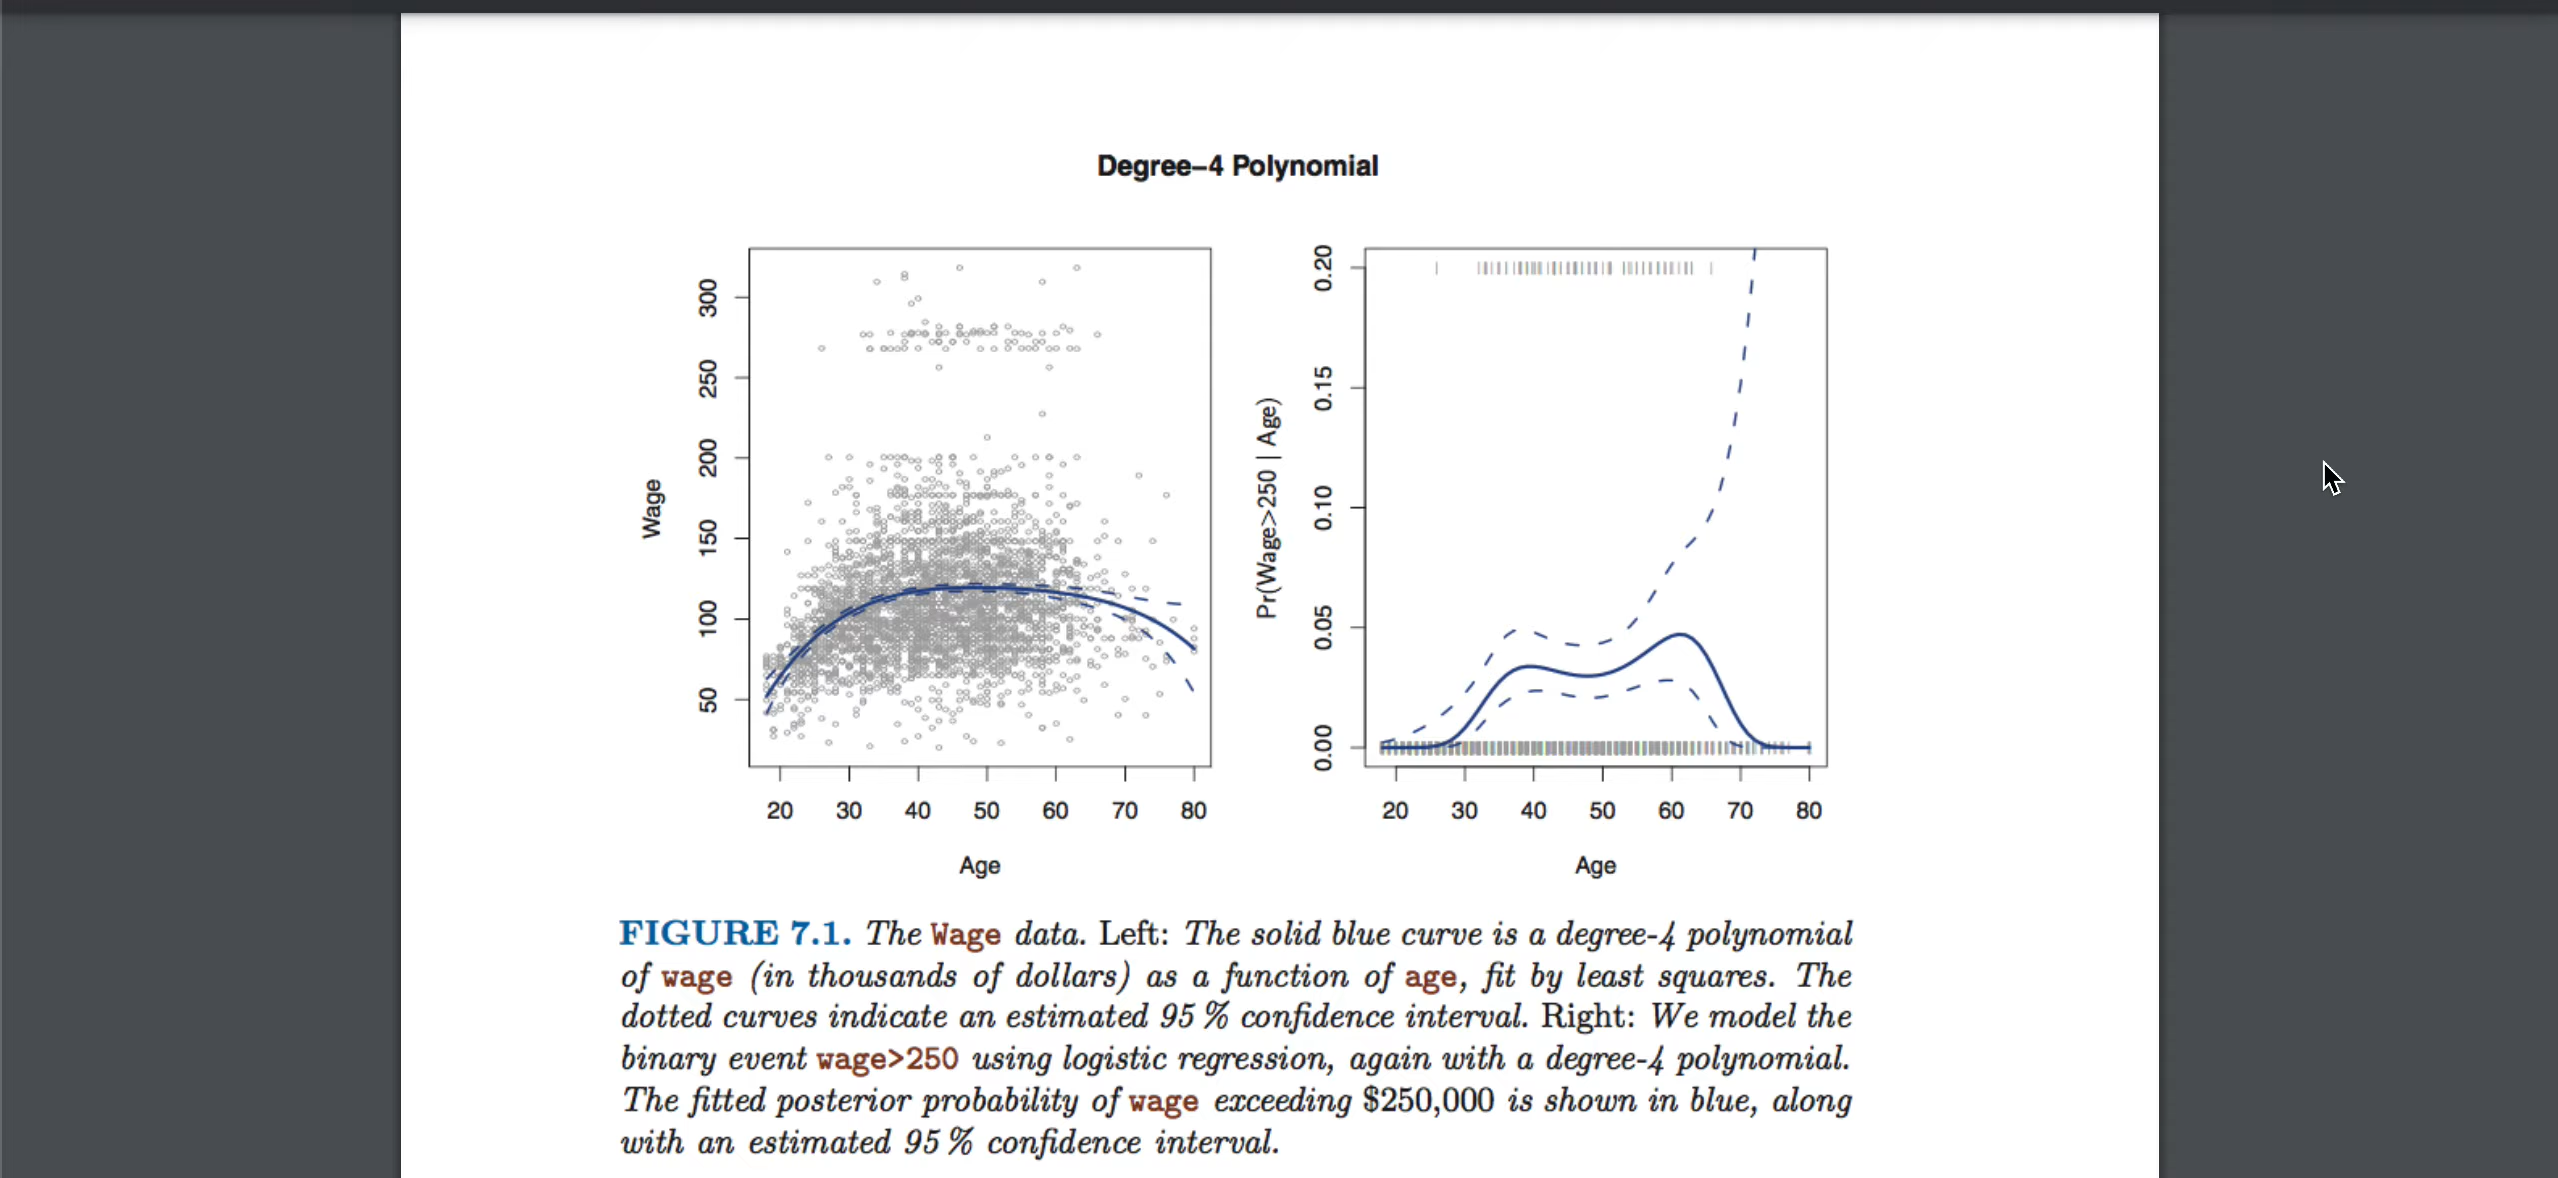 Degree–4 Polynomial
Wage
300
250
200
150
100
50
20 30 40 50 60 70 80
Age
Pr(Wage>250 | Age)
0.20
0.15
0.10
0.05
0.00
20 30 40 50 60 70 80
Age
FIGURE 7.1. The Wage data. Left: The solid blue curve is a degree-4 polynomial
of wage (in thousands of dollars) as a function of age, fit by least squares. The
dotted curves indicate an estimated 95 % confidence interval. Right: We model the
binary event wage>250 using logistic regression, again with a degree-4 polynomial.
The fitted posterior probability of wage exceeding $250,000 is shown in blue, along
with an estimated 95 % confidence interval.